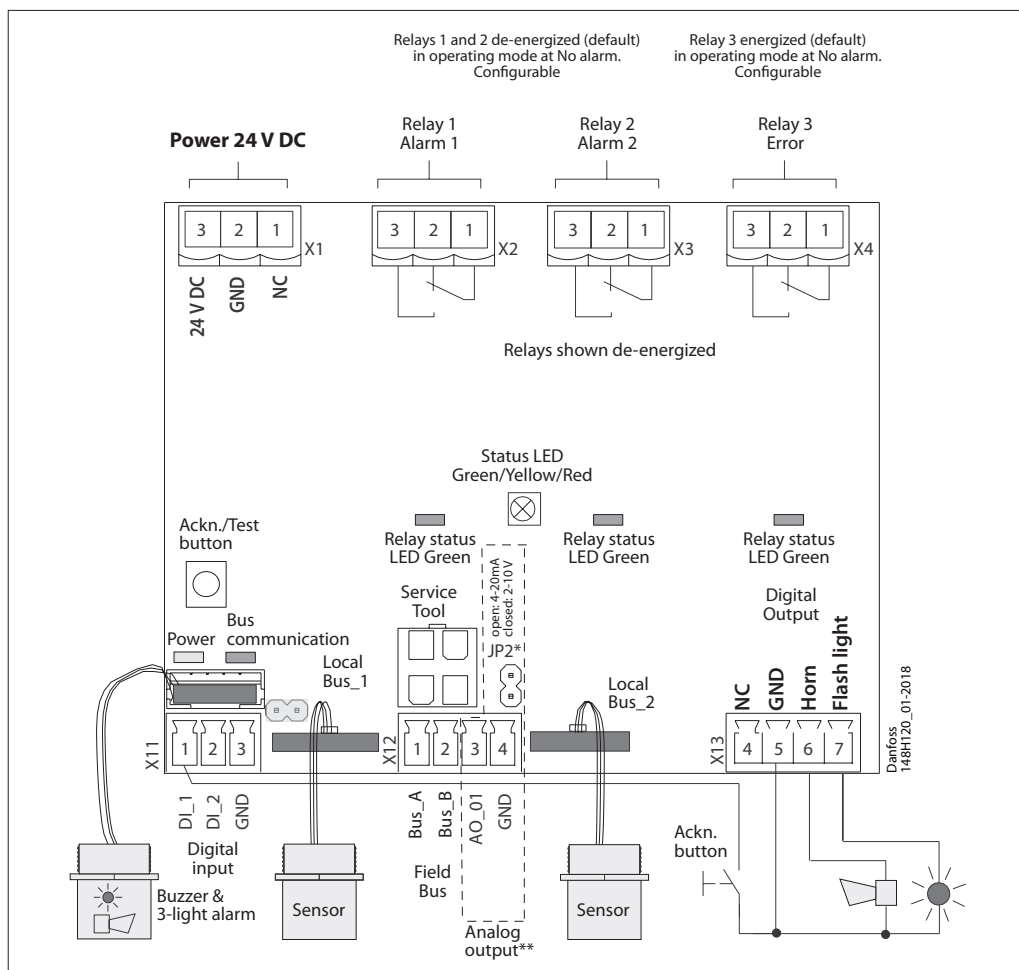 Relays 1 and 2 de-energized (default)
in operating mode at No alarm.
Configurable
Relay 3 energized (default)
in operating mode at No alarm.
Configurable
Power 24 V DC
Relay 1
Alarm 1
Relay 2
Alarm 2
Relay 3
Error
3 2 1
X1
3 2 1
X2
3 2 1
X3
3 2 1
X4
24 V DC
GND
NC
Relays shown de-energized
Status LED
Green/Yellow/Red
Ackn./Test
button
Relay status
LED Green
Relay status
LED Green
Relay status
LED Green
open: 4-20mA
closed: 2-10 V
JP2*
Service
Tool
Digital
Output
Power
Bus
communication
Local
Bus_1
Local
Bus_2
NC
GND
Horn
Flash light
X11
1 2 3
X12
1 2 3 4
X13
4 5 6 7
Danfoss
148H120_01-2018
DI_1
DI_2
GND
Digital
input
Bus_A
Bus_B
AO_01
GND
Field
Bus
Ackn.
button
Buzzer &
3-light alarm
Sensor
Sensor
Analog
output**